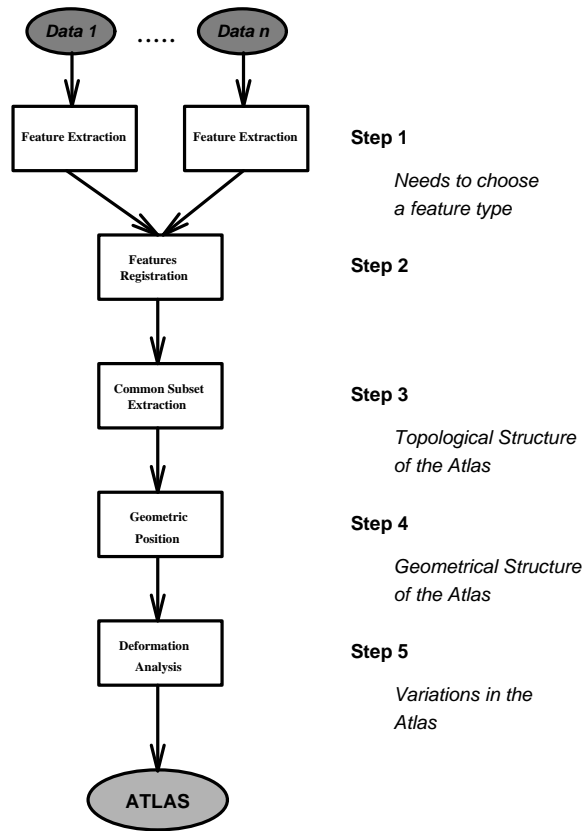 Data 1 ..... Data n
Feature Extraction Feature Extraction Step 1
Needs to choose
a feature type
Features
Registration
Step 2
Common Subset
Extraction
Step 3
Topological Structure
of the Atlas
Geometric
Position
Step 4
Geometrical Structure
of the Atlas
Deformation
Analysis
Step 5
Variations in the
Atlas
ATLAS